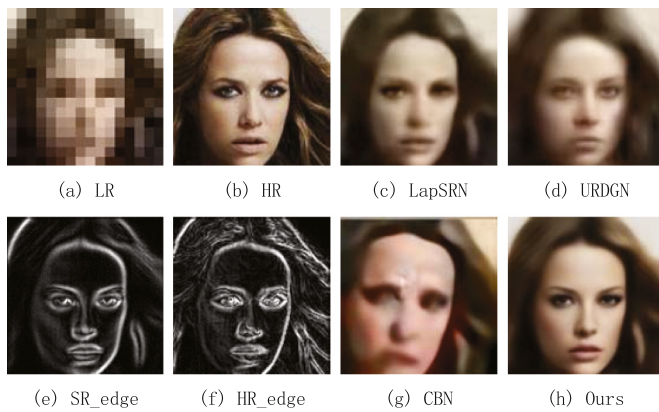 (a) LR (b) HR (c) LapSRN (d) URDGN
(e) SR_edge (f) HR_edge (g) CBN (h) Ours